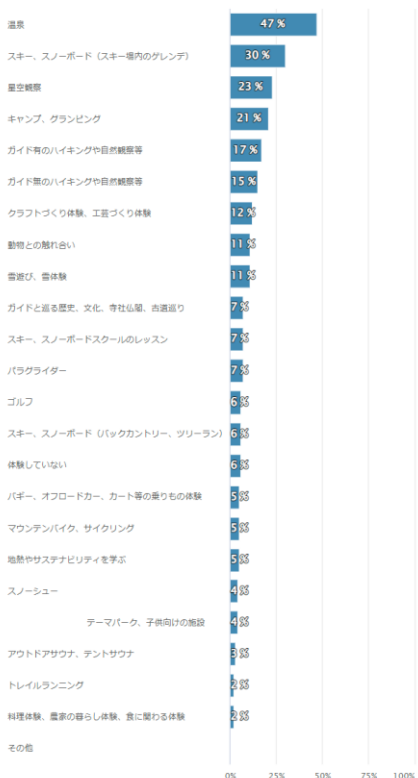 温泉 47 %
スキー、スノーボード（スキー場内のゲレンデ） 30 %
星空観察 23 %
キャンプ、グランピング 21 %
ガイド有のハイキングや自然観察等 17 %
ガイド無のハイキングや自然観察等 15 %
クラフトづくり体験、工芸づくり体験 12 %
動物との触れ合い 11 %
雪遊び、雪体験 11 %
ガイドと巡る歴史、文化、寺社仏閣、古道巡り 7 %
スキー、スノーボードスクールのレッスン 7 %
パラグライダー 7 %
ゴルフ 6 %
スキー、スノーボード（バックカントリー、ツリーラン） 6 %
体験していない 6 %
バギー、オフロードカー、カート等の乗りもの体験 5 %
マウンテンバイク、サイクリング 5 %
地熱やサステナビリティを学ぶ 5 %
スノーシュー 4 %
テーマパーク、子供向けの施設 4 %
アウトドアサウナ、テントサウナ 3 %
トレイルランニング 2 %
料理体験、農家の暮らし体験、食に関わる体験 2 %
その他
0% 25% 50% 75% 100%